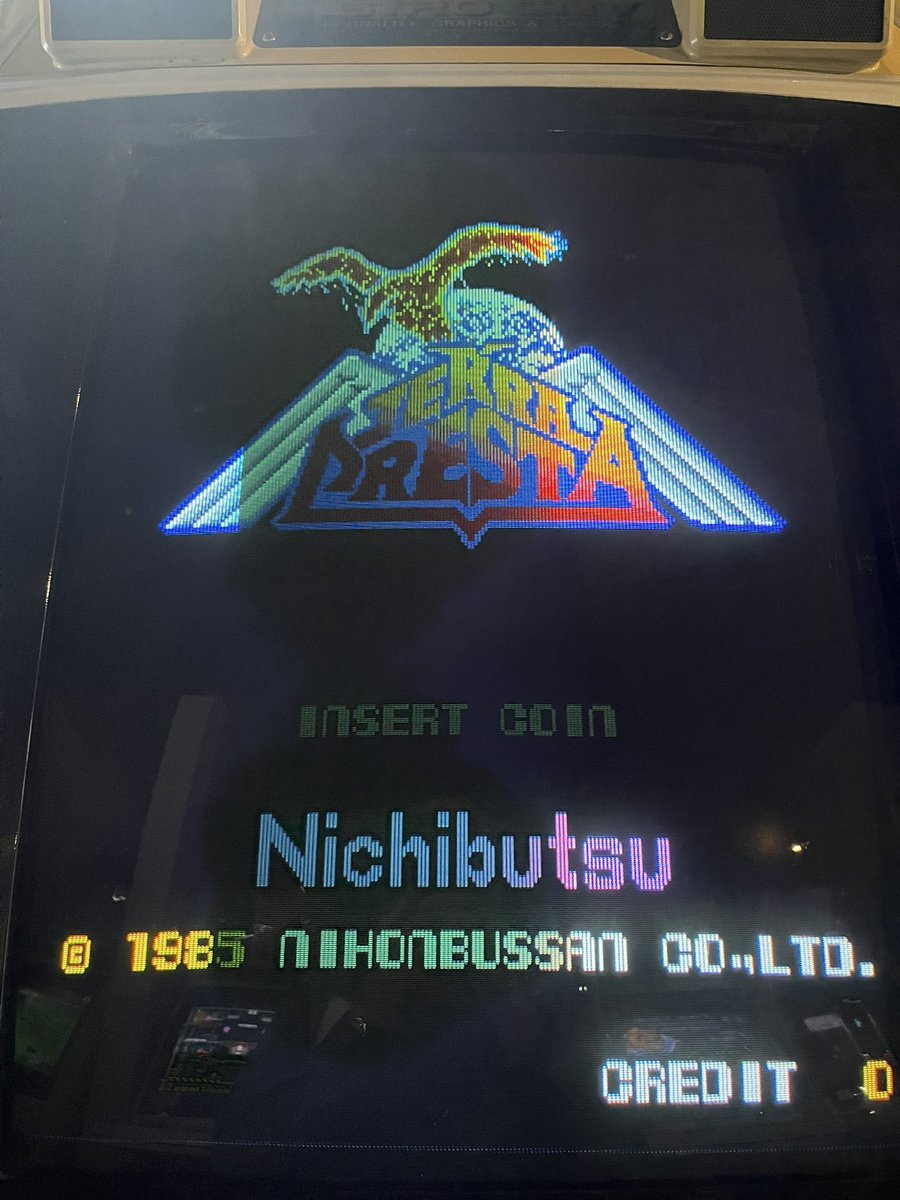 TERRA
CRESTA
INSERT COIN
Nichibutsu
© 1985 NIHONBUSSAN CO.,LTD.
CREDIT 0